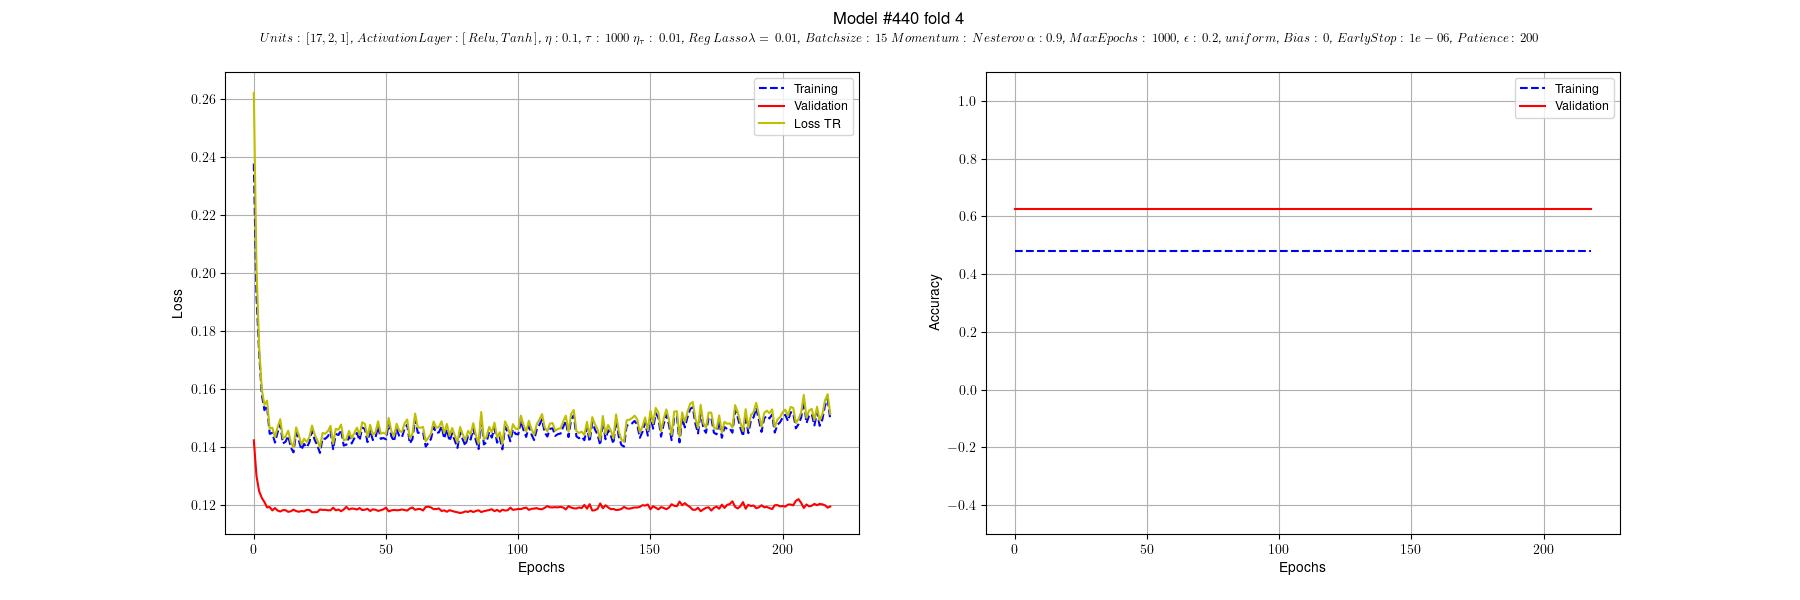 Model #440 fold 4
Units : [17, 2, 1], ActivationLayer : [ Relu, Tanh ], η : 0.1, τ : 1000 ητ : 0.01, Reg Lasso λ = 0.01, Batchsize : 15 Momentum : Nesterov α : 0.9, MaxEpochs : 1000, ϵ : 0.2, uniform, Bias : 0, EarlyStop : 1e − 06, Patience : 200
Training
Validation
Loss TR
0.26
0.24
0.22
0.20
0.18
0.16
0.14
0.12
Loss
0 50 100 150 200
Epochs
Training
Validation
1.0
0.8
0.6
0.4
0.2
0.0
−0.2
−0.4
Accuracy
0 50 100 150 200
Epochs